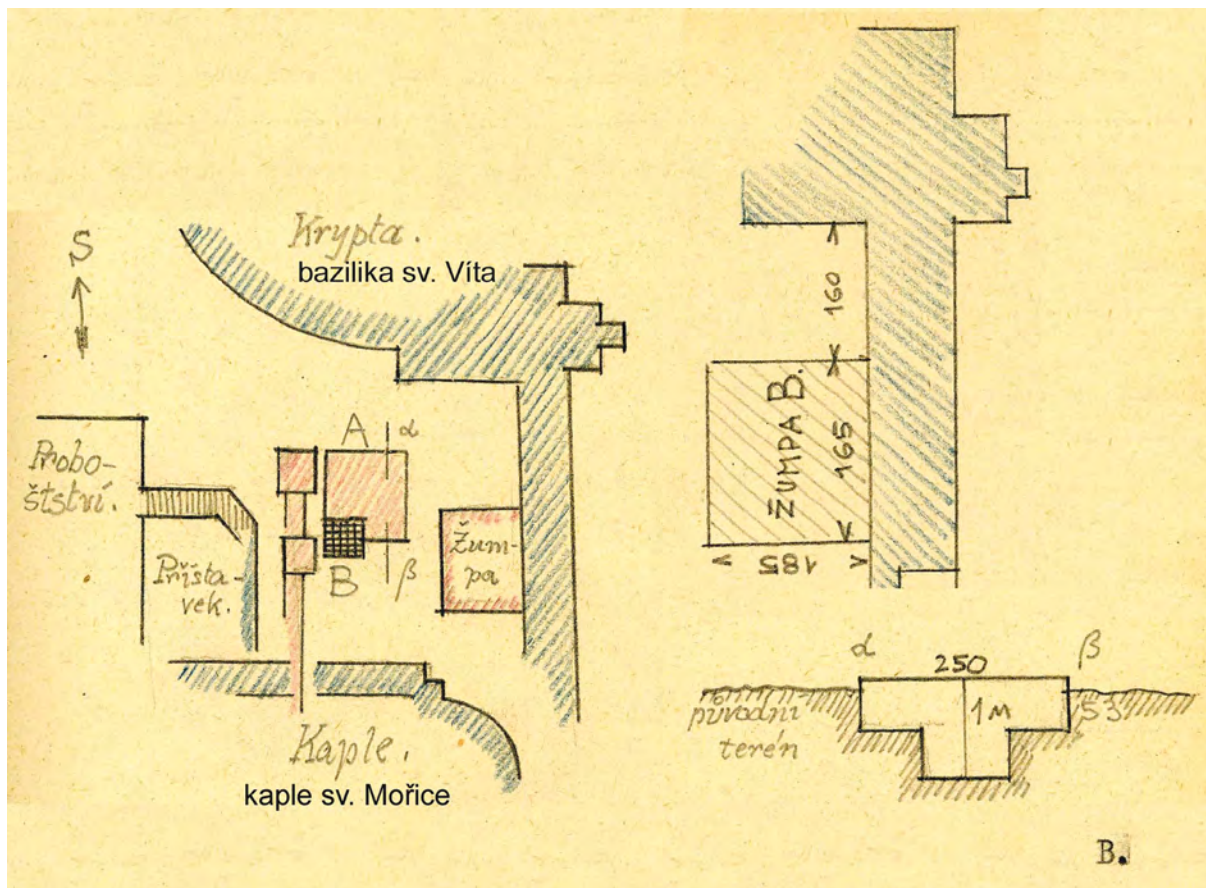 S
Krypta.
bazilika sv. Víta
Probo-
štství.
Přísta-
vek.
A
α
B
β
Žum-
pa
Kaple.
kaple sv. Mořice
160
ŽUMPA B.
165
185
α
250
β
původní
terén
1M
53
B.